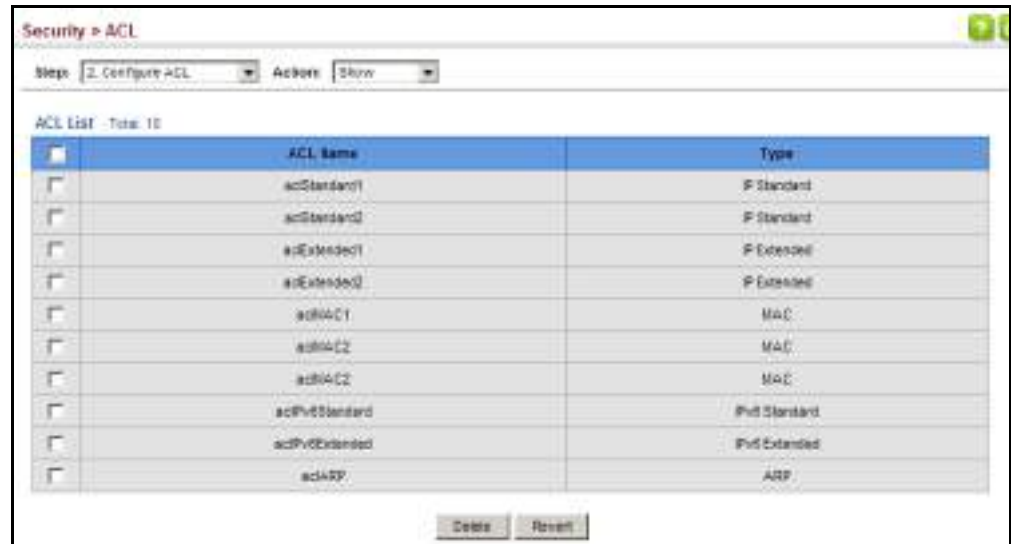 Security > ACL
Step: 2. Configure ACL Action: Show
ACL List Total: 10
ACL Name Type
aclStandard1 IP Standard
aclStandard2 IP Standard
aclExtended1 IP Extended
aclExtended2 IP Extended
aclMAC1 MAC
aclMAC2 MAC
aclMAC2 MAC
aclIPv6Standard IPv6 Standard
aclIPv6Extended IPv6 Extended
aclARP ARP
Delete Revert